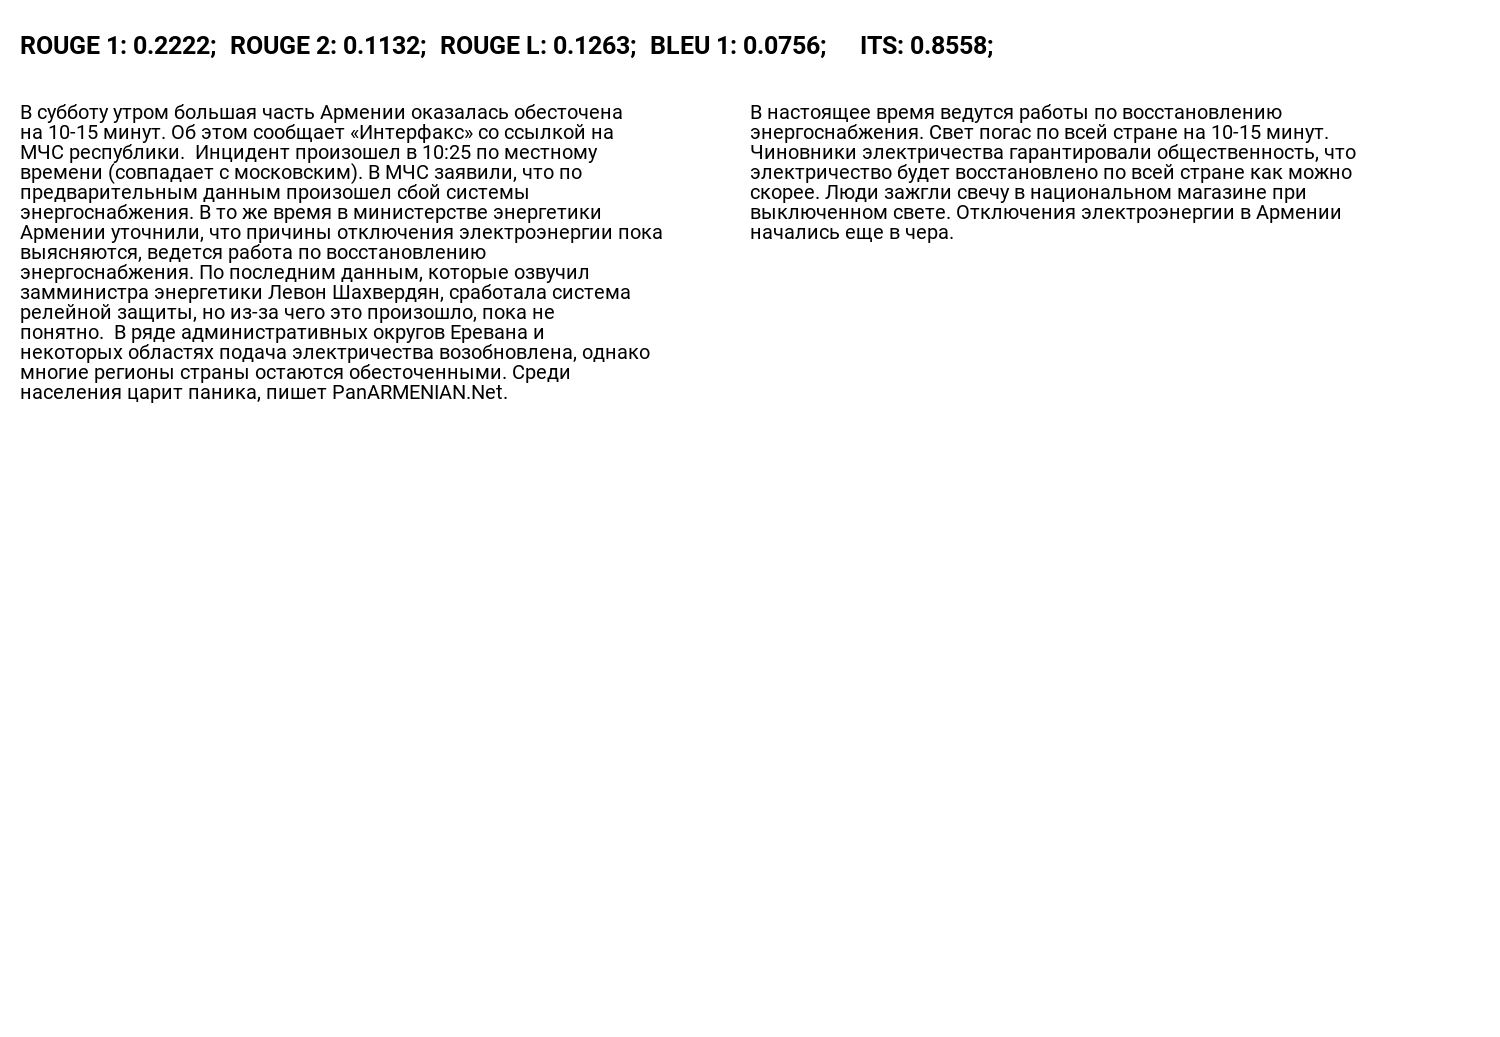 ROUGE 1: 0.2222; ROUGE 2: 0.1132; ROUGE L: 0.1263; BLEU 1: 0.0756; ITS: 0.8558;
В субботу утром большая часть Армении оказалась обесточена
на 10-15 минут. Об этом сообщает «Интерфакс» со ссылкой на
МЧС республики.  Инцидент произошел в 10:25 по местному
времени (совпадает с московским). В МЧС заявили, что по
предварительным данным произошел сбой системы
энергоснабжения. В то же время в министерстве энергетики
Армении уточнили, что причины отключения электроэнергии пока
выясняются, ведется работа по восстановлению
энергоснабжения. По последним данным, которые озвучил
замминистра энергетики Левон Шахвердян, сработала система
релейной защиты, но из-за чего это произошло, пока не
понятно.  В ряде административных округов Еревана и
некоторых областях подача электричества возобновлена, однако
многие регионы страны остаются обесточенными. Среди
населения царит паника, пишет PanARMENIAN.Net.
В настоящее время ведутся работы по восстановлению
энергоснабжения. Свет погас по всей стране на 10-15 минут.
Чиновники электричества гарантировали общественность, что
электричество будет восстановлено по всей стране как можно
скорее. Люди зажгли свечу в национальном магазине при
выключенном свете. Отключения электроэнергии в Армении
начались еще в чера.